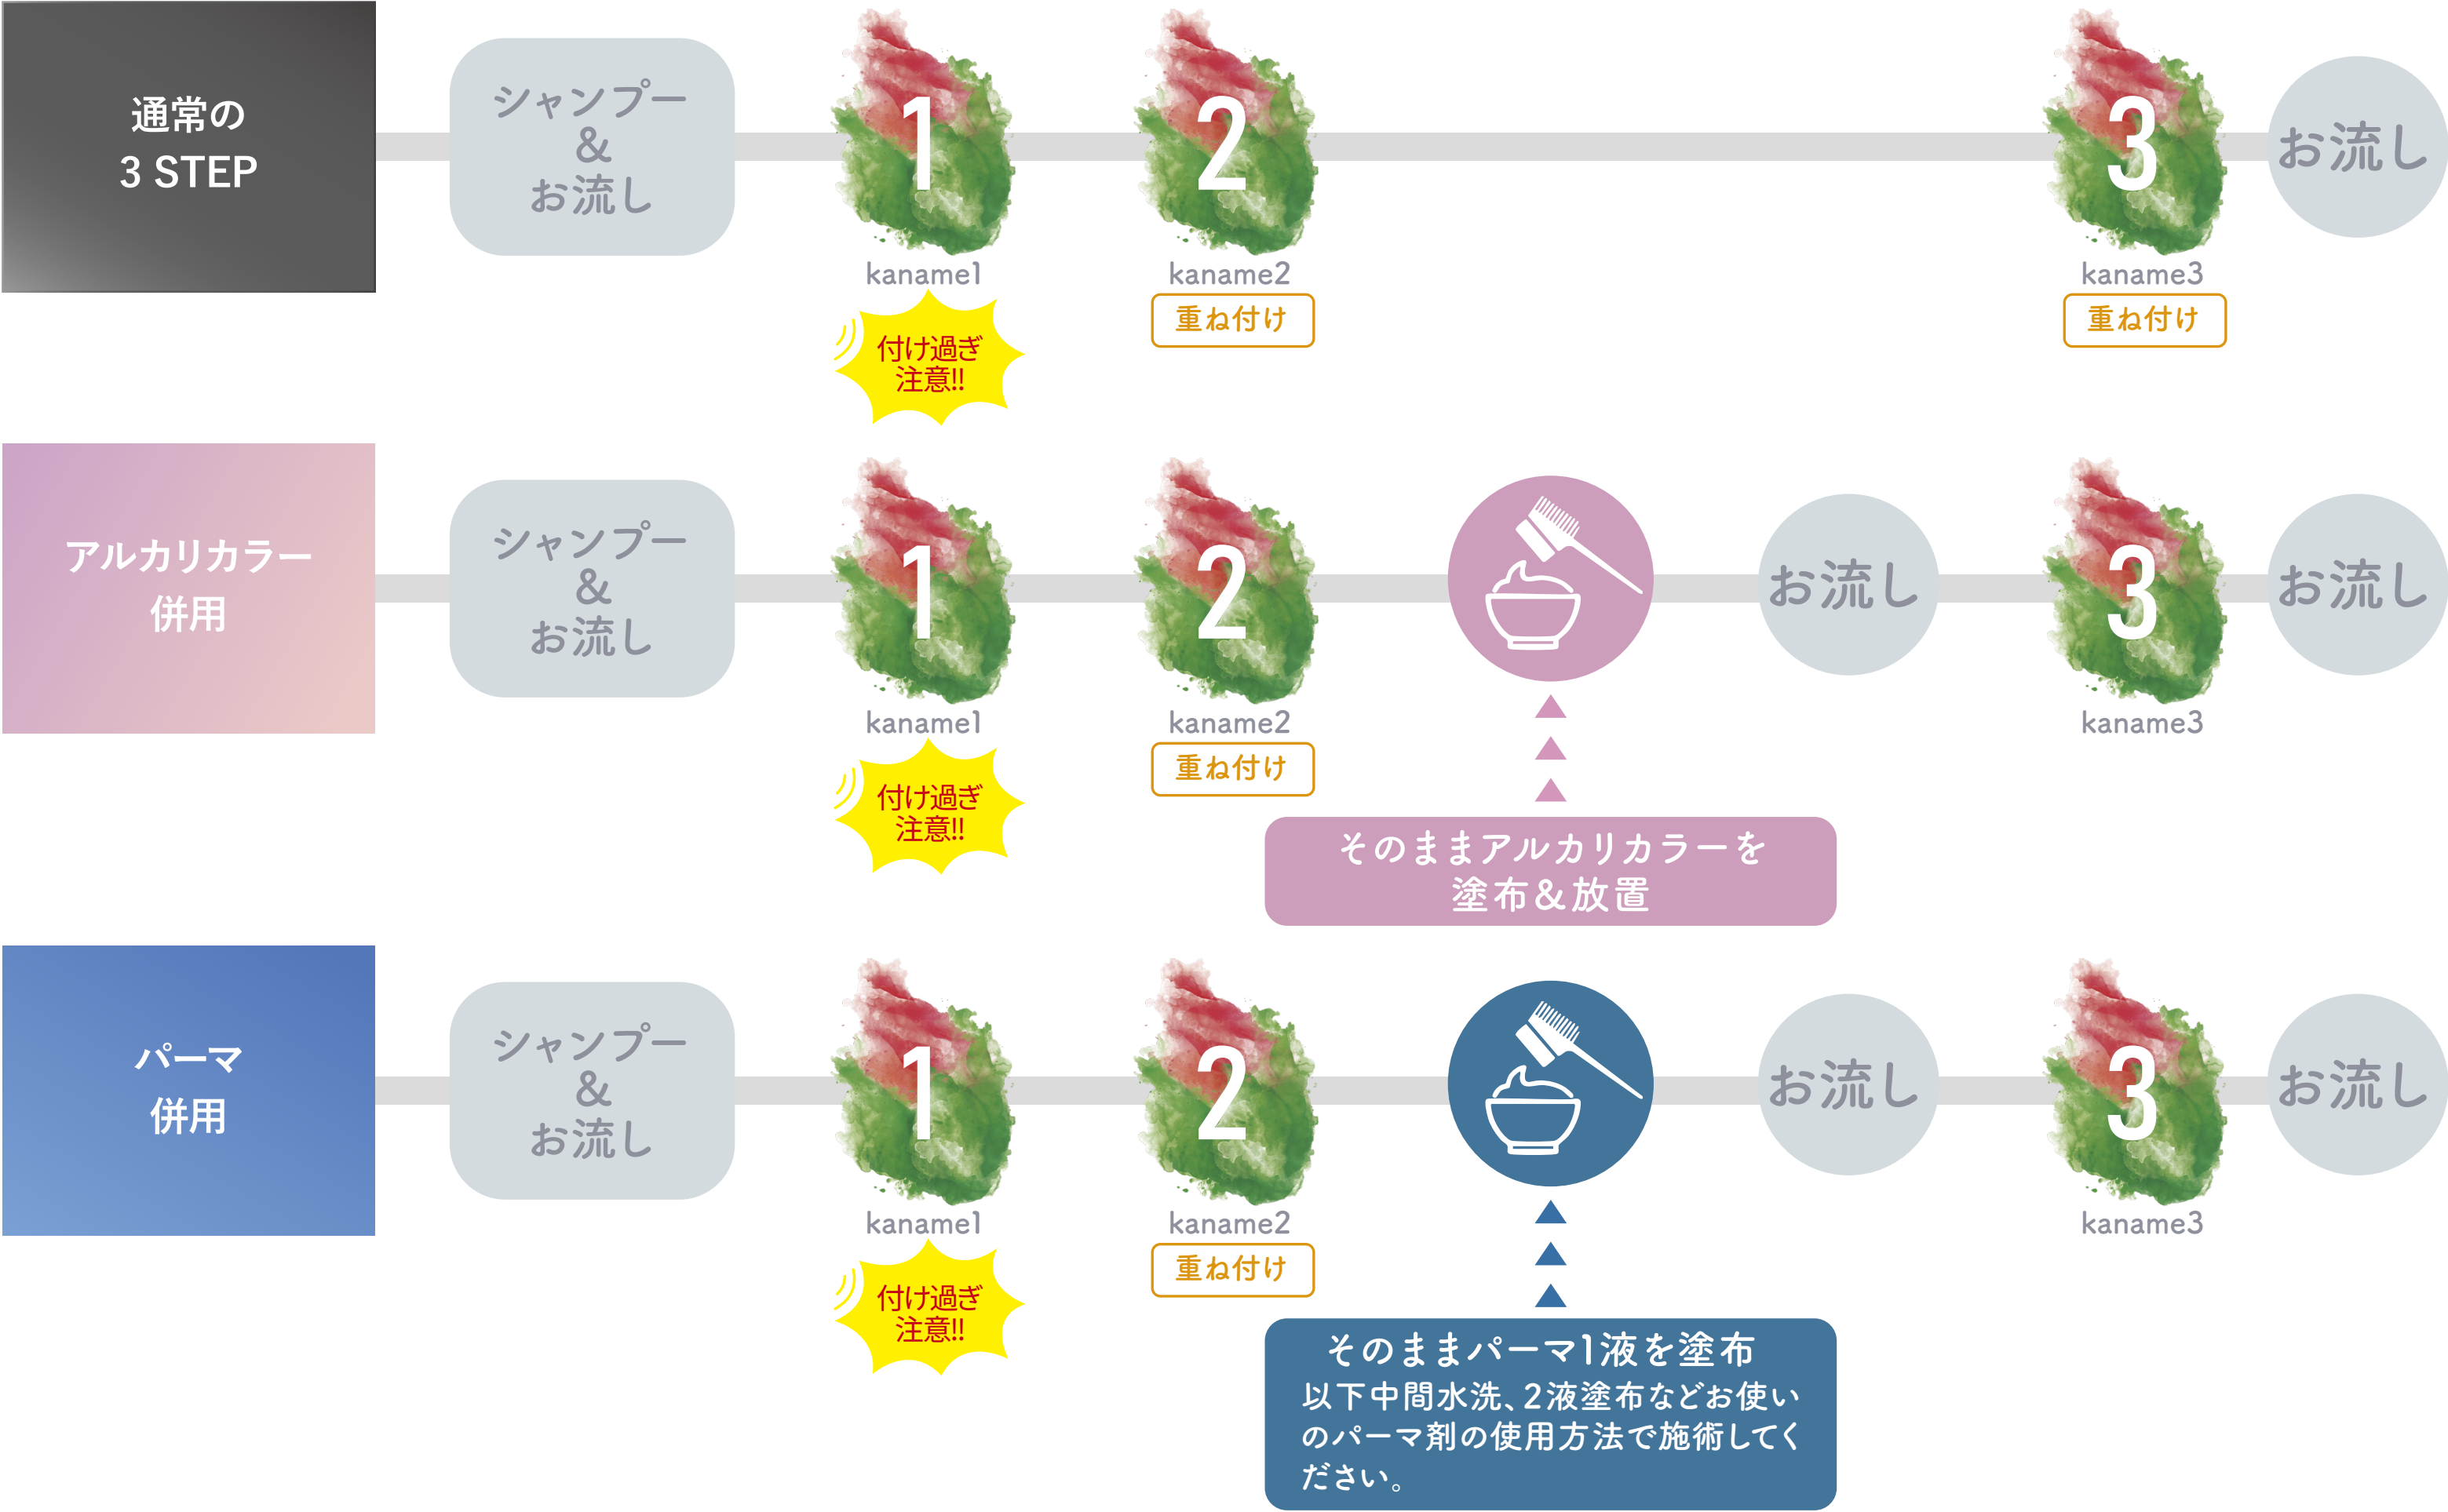 通常の
3 STEP
シャンプー
&
お流し
1
kaname1
付け過ぎ
注意!!
2
kaname2
重ね付け
3
kaname3
重ね付け
お流し
アルカリカラー
併用
シャンプー
&
お流し
1
kaname1
付け過ぎ
注意!!
2
kaname2
重ね付け
そのままアルカリカラーを
塗布&放置
お流し
3
kaname3
お流し
パーマ
併用
シャンプー
&
お流し
1
kaname1
付け過ぎ
注意!!
2
kaname2
重ね付け
そのままパーマ1液を塗布
以下中間水洗、2液塗布などお使い
のパーマ剤の使用方法で施術してく
ださい。
お流し
3
kaname3
お流し